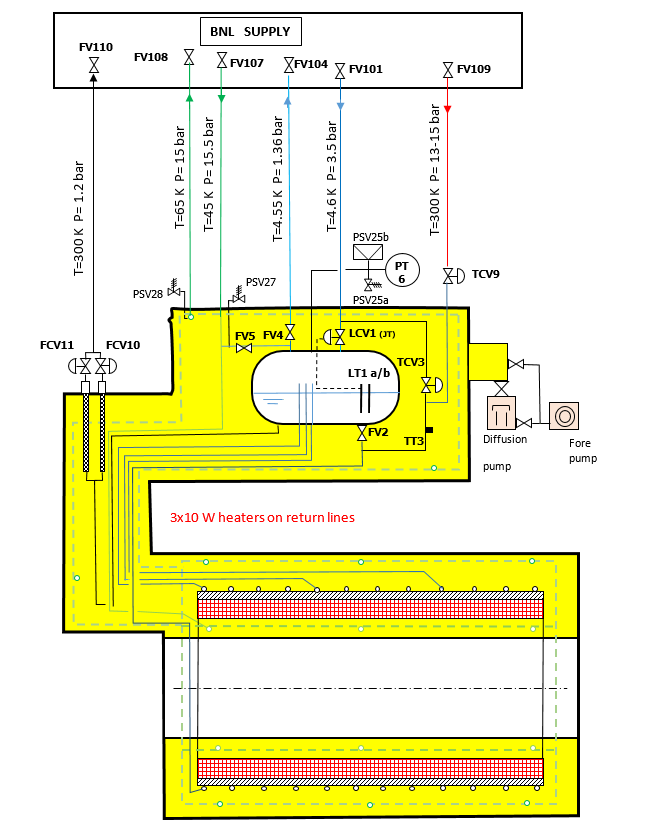 BNL SUPPLY
FV110
FV108
FV107
FV104
FV101
FV109
T=300 K P= 1.2 bar
T=65 K P= 15 bar
T=45 K P= 15.5 bar
T=4.55 K P= 1.36 bar
T=4.6 K P= 3.5 bar
T=300 K P= 13-15 bar
PSV25b
PT
6
TCV9
PSV28
PSV27
PSV25a
FCV11
FCV10
FV5
FV4
LCV1 (JT)
TCV3
LT1 a/b
FV2
TT3
Diffusion
pump
Fore
pump
3x10 W heaters on return lines